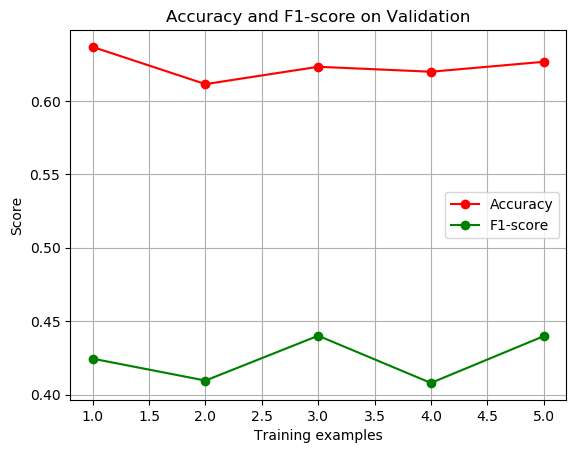 Accuracy and F1-score on Validation
0.60
0.55
0.50
0.45
0.40
Score
Accuracy
F1-score
1.0 1.5 2.0 2.5 3.0 3.5 4.0 4.5 5.0
Training examples